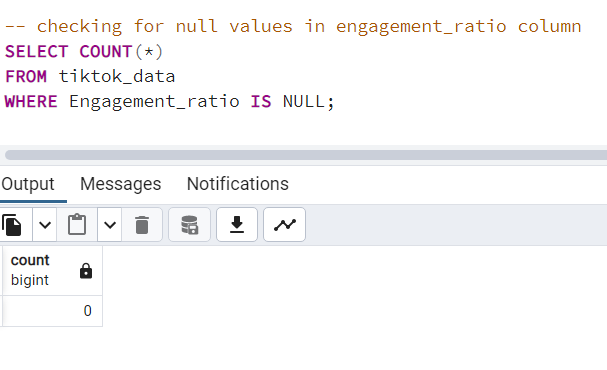 -- checking for null values in engagement_ratio column
SELECT COUNT(*)
FROM tiktok_data
WHERE Engagement_ratio IS NULL;
Output Messages Notifications
count
bigint
0